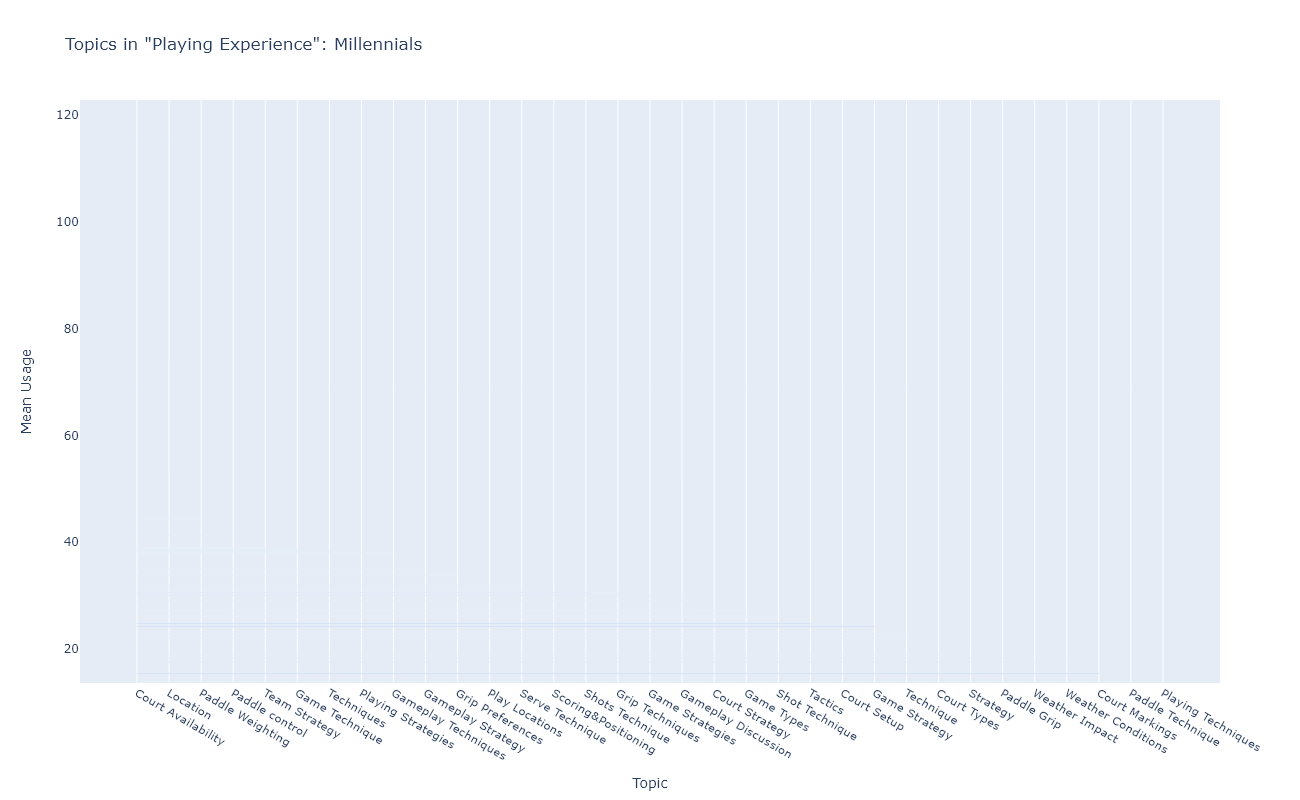 Topics in "Playing Experience": Millennials
120
100
80
60
40
20
Mean Usage
Court Availability
Location
Paddle Weighting
Paddle control
Team Strategy
Game Technique
Techniques
Playing Strategies
Gameplay Techniques
Gameplay Strategy
Grip Preferences
Play Locations
Serve Technique
Scoring&Positioning
Shots Techniques
Grip Technique
Game Strategies
Gameplay Discussion
Court Strategy
Game Types
Shot Technique
Tactics
Court Setup
Game Strategy
Technique
Court Types
Strategy
Paddle Grip
Weather Impact
Weather Conditions
Court Markings
Paddle Technique
Playing Techniques
Topic